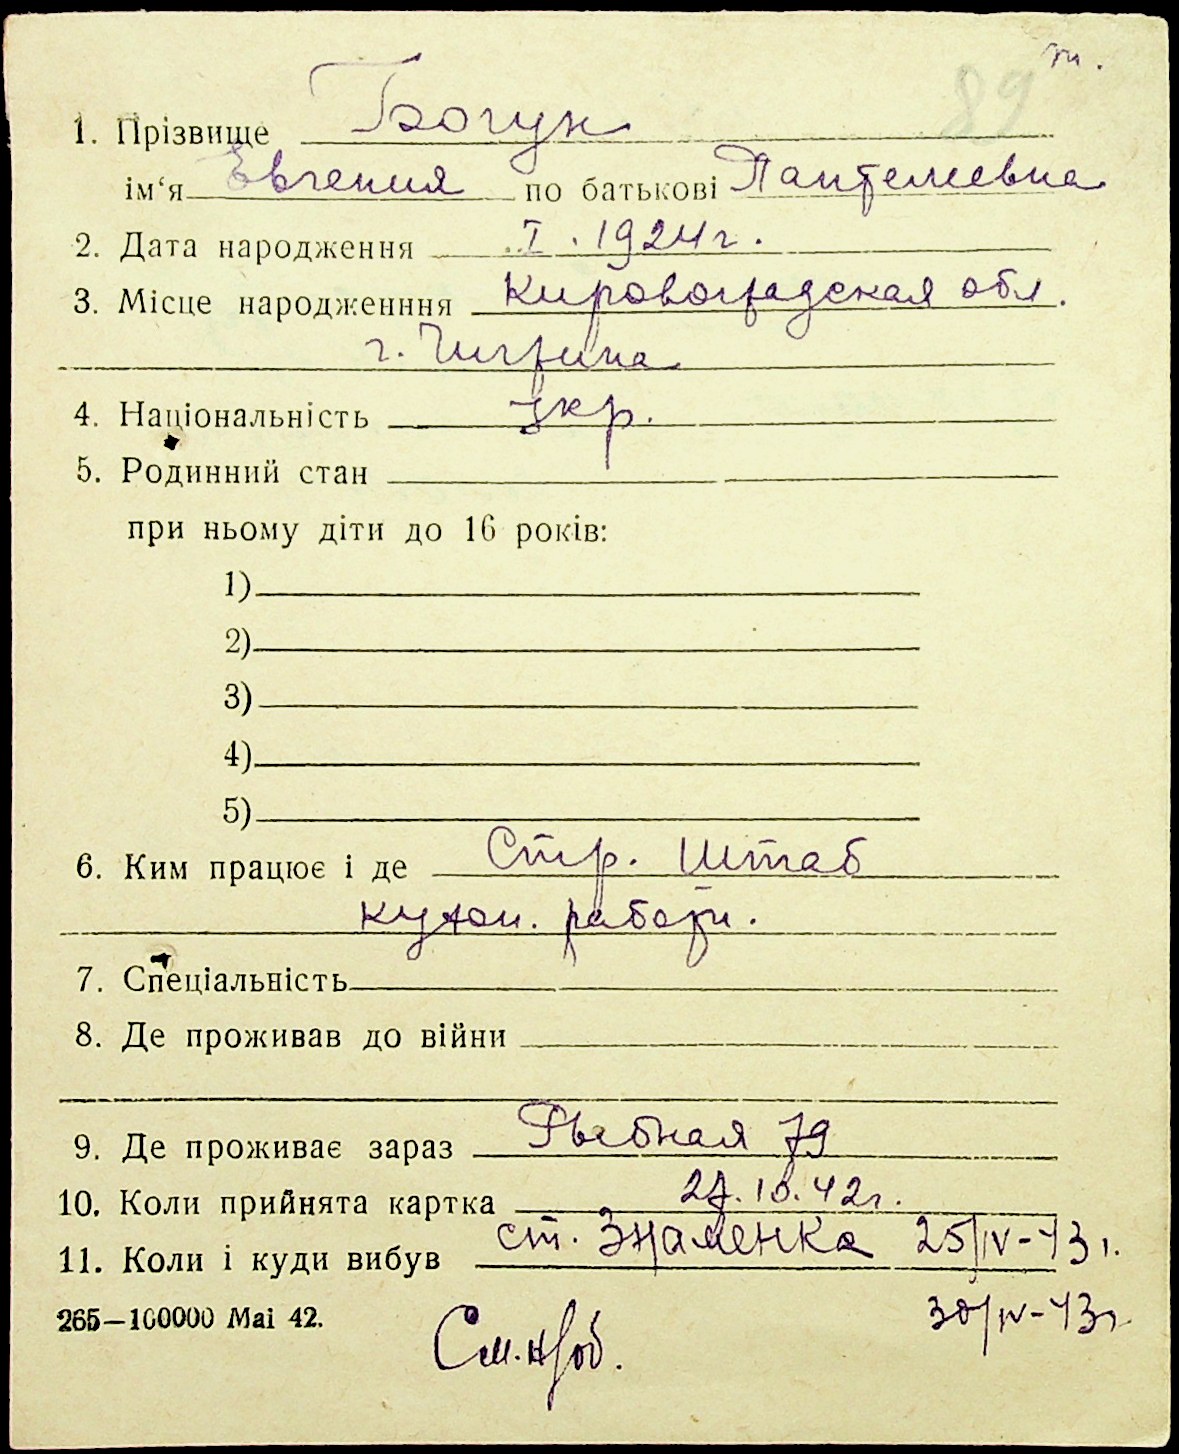 т.
89
1. Прізвище Богун
ім‘я Евгения по батькові Пантелеевна
2. Дата народження I. 1924г.
3. Місце народженння Кировоградская обл.
г. Чигрина
4. Національність укр.
5. Родинний стан
при ньому діти до 16 років:
1)
2)
3)
4)
5)
6. Ким працює і де Стр. Штаб
кухон. работн.
7. Спеціальність
8. Де проживав до війни
9. Де проживає зараз Рыбная 79
10. Коли прийнята картка 27.10.42г.
11. Коли і куди вибув ст. Знаменка 25/IV-43г.
265—100000 Маі 42.
30/IV-43г